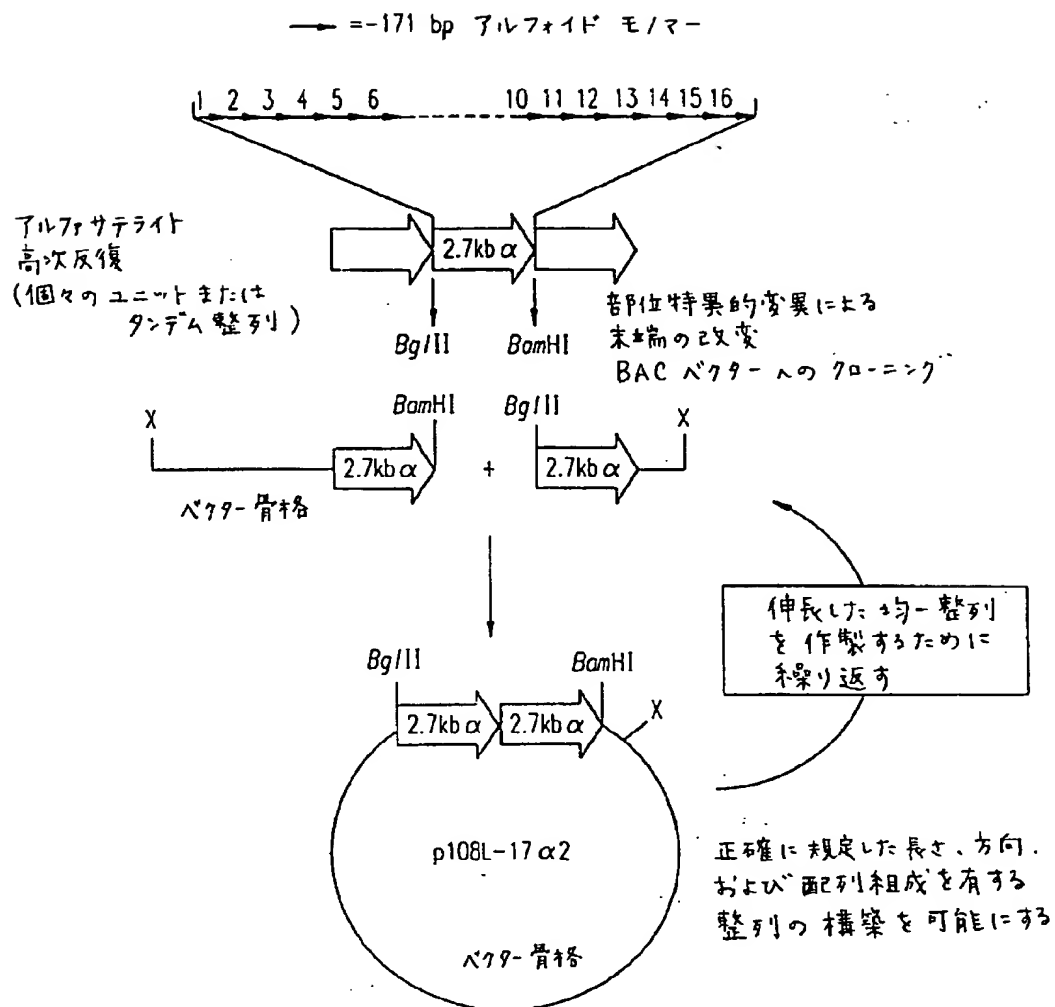 =-171 bp アルフォイド モノマー
1 2 3 4 5 6 10 11 12 13 14 15 16
アルファサテライト
高次反復
(個々のユニットまたは
タンデム整列)
2.7kb α
BglII BamHI
部位特異的変異による
末端の改変
BACベクターへのクローニング
X BamHI BglII X
2.7kb α + 2.7kb α
ベクター骨格
伸長した均一整列
を作製するために
繰り返す
BglII BamHI
2.7kb α 2.7kb α X
p108L-17α2
正確に規定した長さ、方向、
および配列組成を有する
整列の構築を可能にする
ベクター骨格